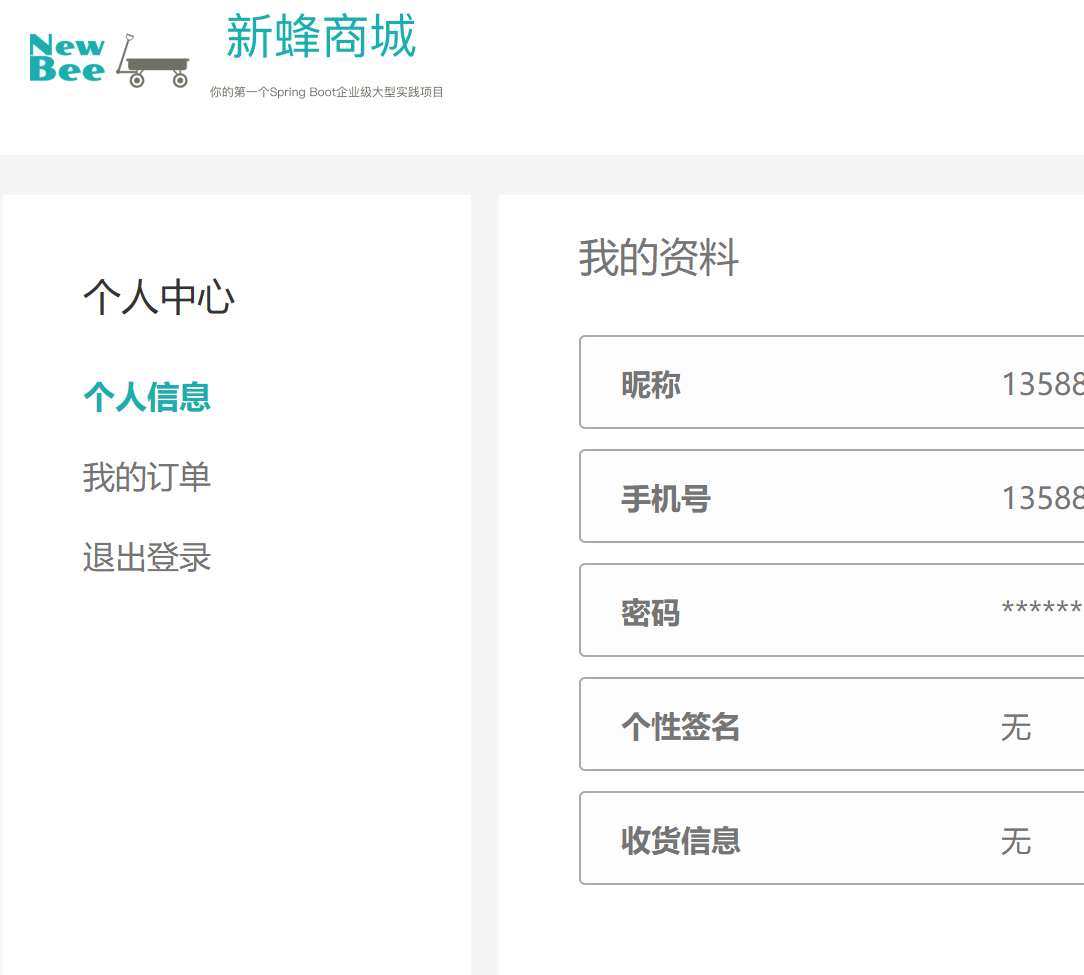 New
Bee
新蜂商城
你的第一个Spring Boot企业级大型实践项目
个人中心
个人信息
我的订单
退出登录
我的资料
昵称 13588
手机号 13588
密码 ******
个性签名 无
收货信息 无